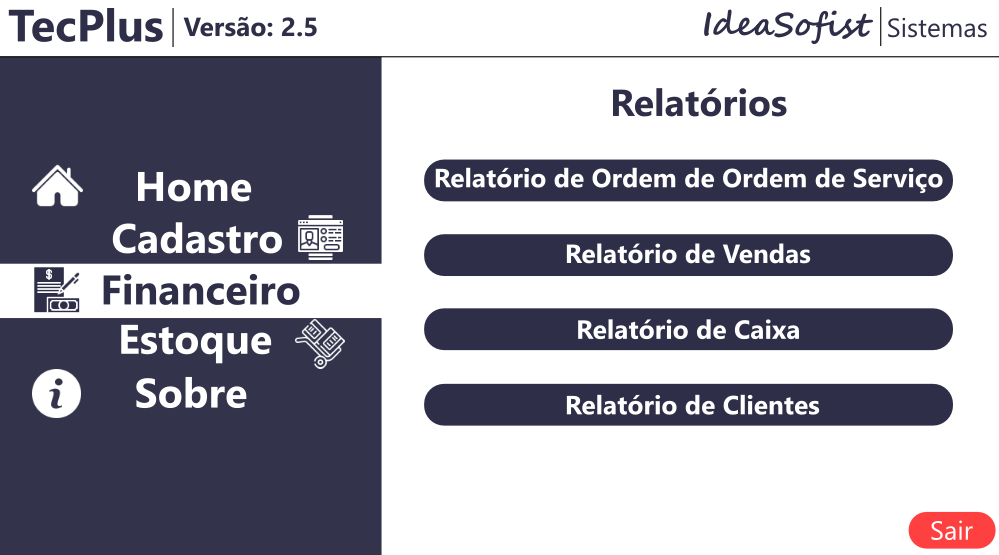 TecPlus Versão: 2.5
IdeaSofist Sistemas
Home
Cadastro
Financeiro
Estoque
Sobre
Relatórios
Relatório de Ordem de Ordem de Serviço
Relatório de Vendas
Relatório de Caixa
Relatório de Clientes
Sair